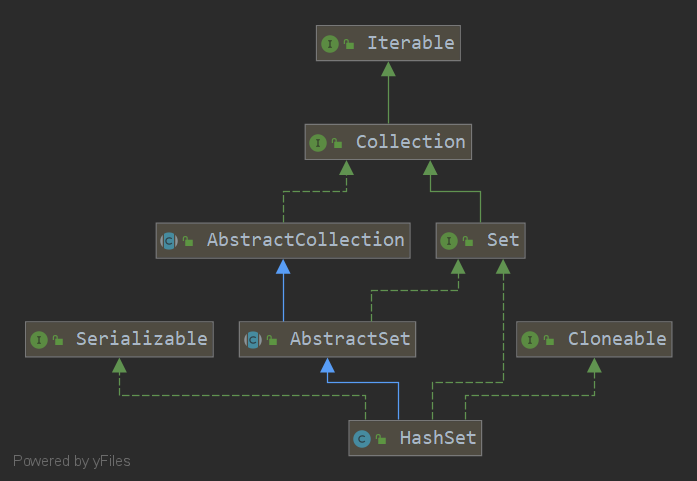 I Iterable
I Collection
C AbstractCollection
I Set
I Serializable
C AbstractSet
I Cloneable
C HashSet
Powered by yFiles